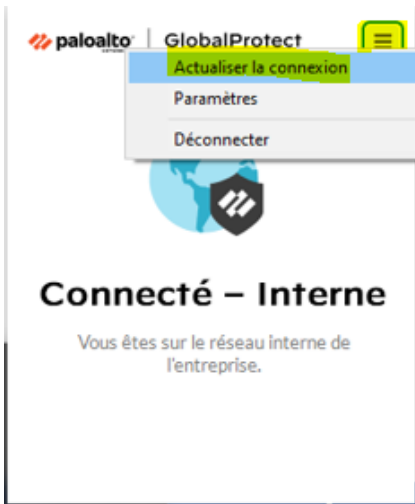 paloalto | GlobalProtect
Actualiser la connexion
Paramètres
Déconnecter
Connecté – Interne
Vous êtes sur le réseau interne de
l'entreprise.